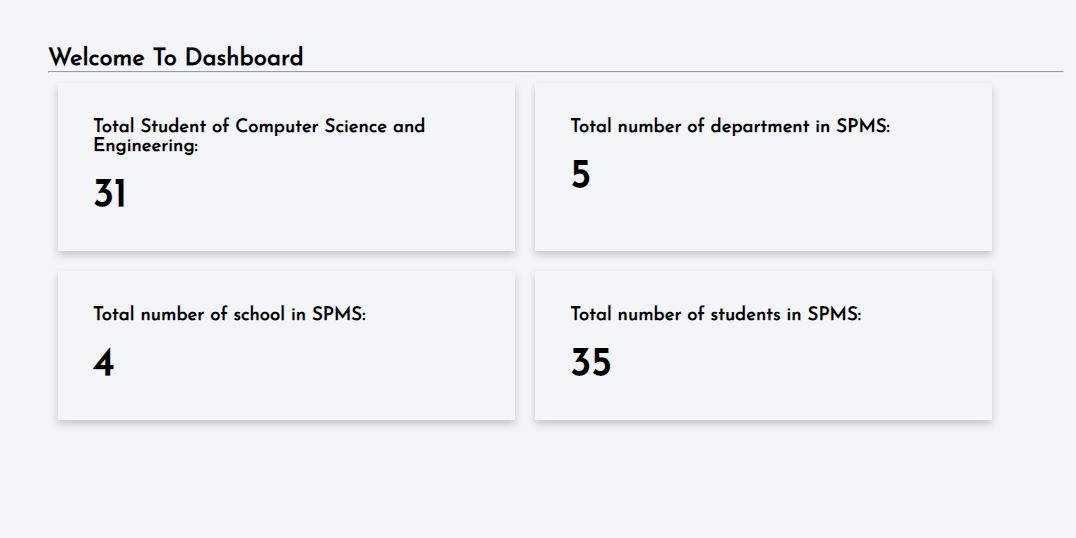 Welcome To Dashboard
Total Student of Computer Science and
Engineering:
31
Total number of department in SPMS:
5
Total number of school in SPMS:
4
Total number of students in SPMS:
35